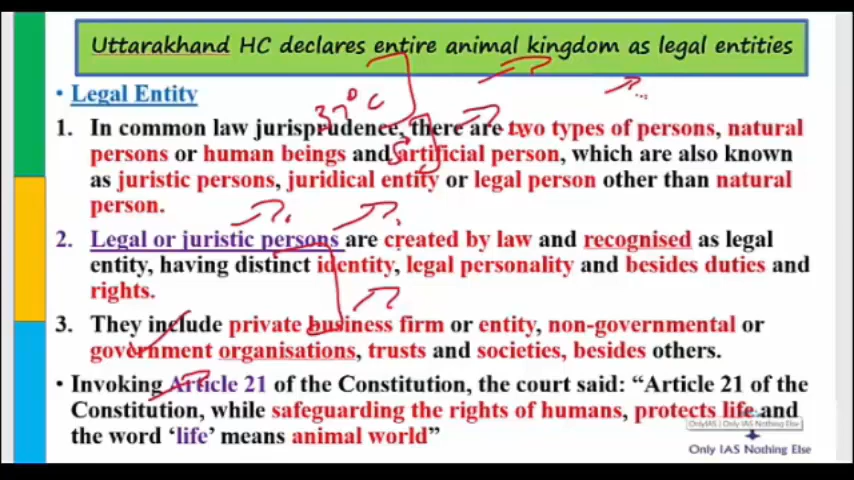 Uttarakhand HC declares entire animal kingdom as legal entities
• Legal Entity
37° C
1. In common law jurisprudence, there are two types of persons, natural
persons or human beings and artificial person, which are also known
as juristic persons, juridical entity or legal person other than natural
person.
2. Legal or juristic persons are created by law and recognised as legal
entity, having distinct identity, legal personality and besides duties and
rights.
3. They include private business firm or entity, non-governmental or
government organisations, trusts and societies, besides others.
• Invoking Article 21 of the Constitution, the court said: “Article 21 of the
Constitution, while safeguarding the rights of humans, protects life and
the word ‘life’ means animal world”
OnlyIAS | Only IAS Nothing Else
Only IAS Nothing Else